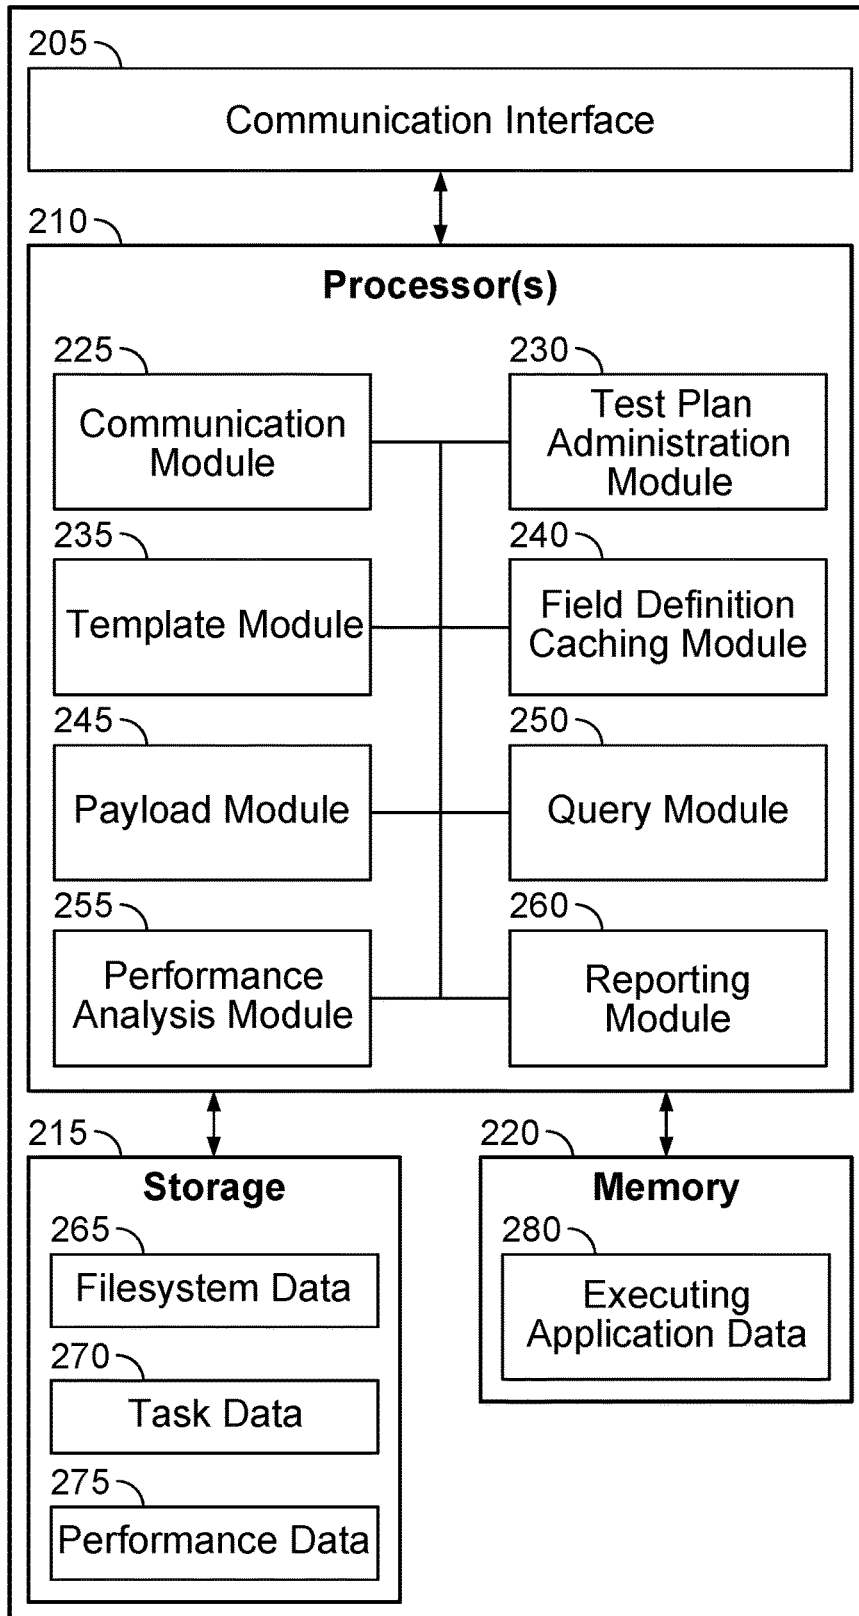 205
Communication Interface
210
Processor(s)
225
Communication
Module
230
Test Plan
Administration
Module
235
Template Module
240
Field Definition
Caching Module
245
Payload Module
250
Query Module
255
Performance
Analysis Module
260
Reporting
Module
215
Storage
265
Filesystem Data
270
Task Data
275
Performance Data
220
Memory
280
Executing
Application Data